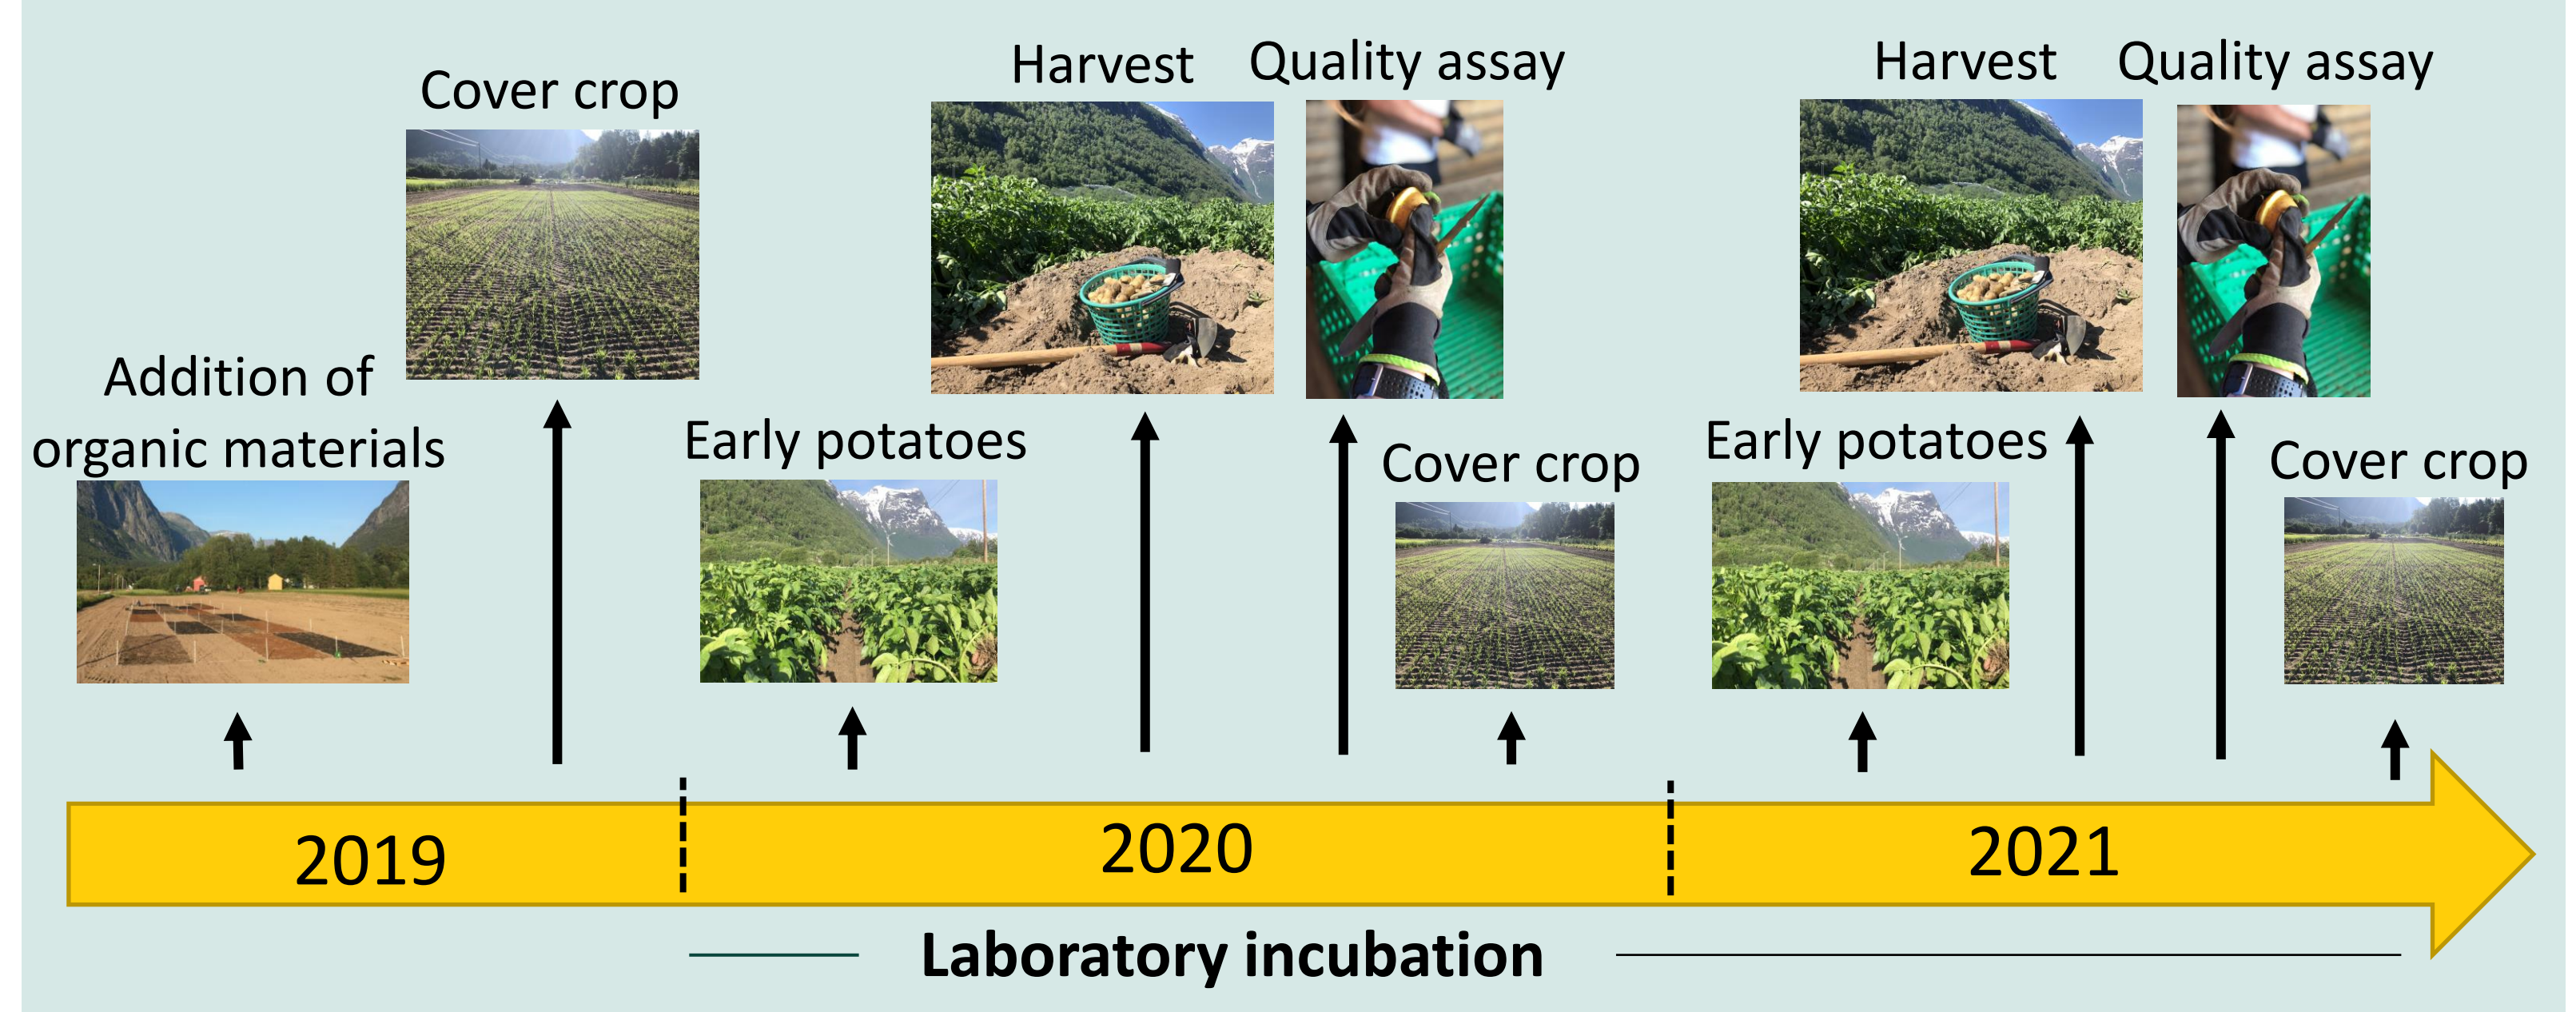 Addition of
organic materials
Cover crop
Early potatoes
Harvest
Quality assay
Cover crop
Early potatoes
Harvest
Quality assay
Cover crop
2019
2020
2021
Laboratory incubation